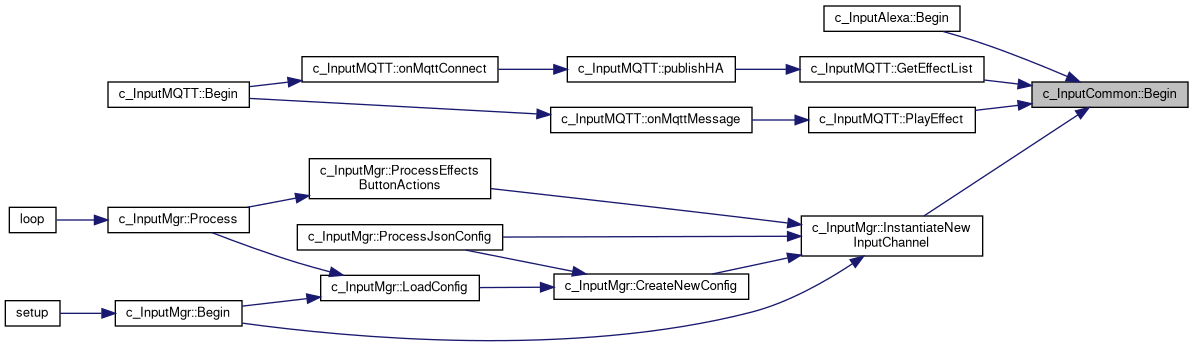 c_InputAlexa::Begin
c_InputMQTT::onMqttConnect
c_InputMQTT::publishHA
c_InputMQTT::GetEffectList
c_InputMQTT::Begin
c_InputCommon::Begin
c_InputMQTT::onMqttMessage
c_InputMQTT::PlayEffect
c_InputMgr::ProcessEffects
ButtonActions
loop
c_InputMgr::Process
c_InputMgr::ProcessJsonConfig
c_InputMgr::InstantiateNew
InputChannel
c_InputMgr::LoadConfig
c_InputMgr::CreateNewConfig
setup
c_InputMgr::Begin